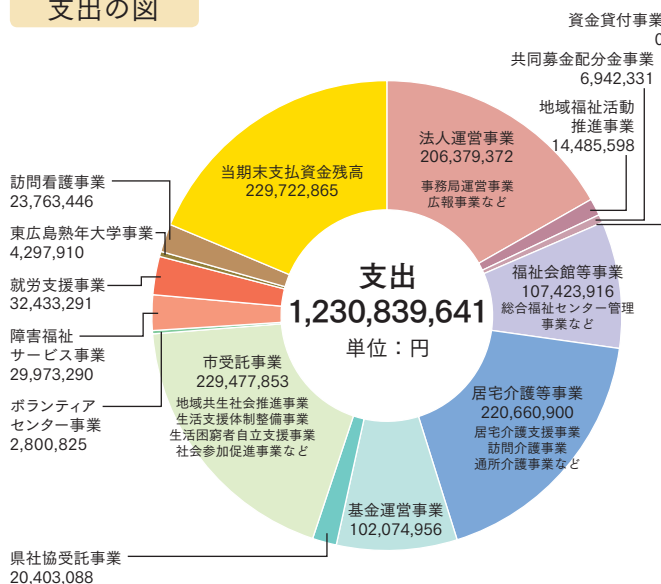 支出の図
資金貸付事業
0
共同募金配分金事業
6,942,331
地域福祉活動
推進事業
14,485,598
法人運営事業
206,379,372
事務局運営事業
広報事業など
当期末支払資金残高
229,722,865
訪問看護事業
23,763,446
東広島熟年大学事業
4,297,910
就労支援事業
32,433,291
障害福祉
サービス事業
29,973,290
ボランティア
センター事業
2,800,825
県社協受託事業
20,403,088
支出
1,230,839,641
単位：円
福祉会館等事業
107,423,916
総合福祉センター管理
事業など
居宅介護等事業
220,660,900
居宅介護支援事業
訪問介護事業
通所介護事業など
基金運営事業
102,074,956
市受託事業
229,477,853
地域共生社会推進事業
生活支援体制整備事業
生活困窮者自立支援事業
社会参加促進事業など